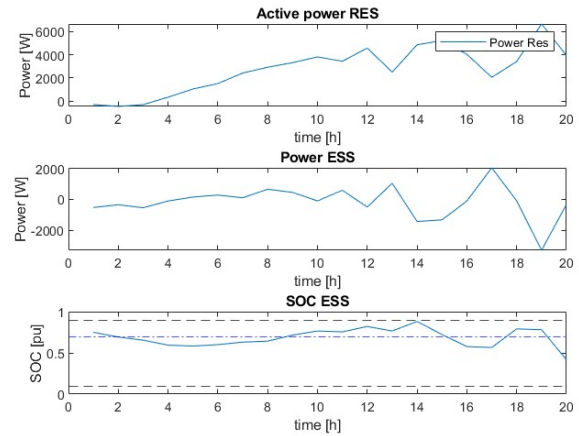 Active power RES
6000
4000
2000
0
Power [W]
Power Res
0 2 4 6 8 10 12 14 16 18 20
time [h]
Power ESS
2000
0
-2000
Power [W]
0 2 4 6 8 10 12 14 16 18 20
time [h]
SOC ESS
1
0.5
0
SOC [pu]
0 2 4 6 8 10 12 14 16 18 20
time [h]